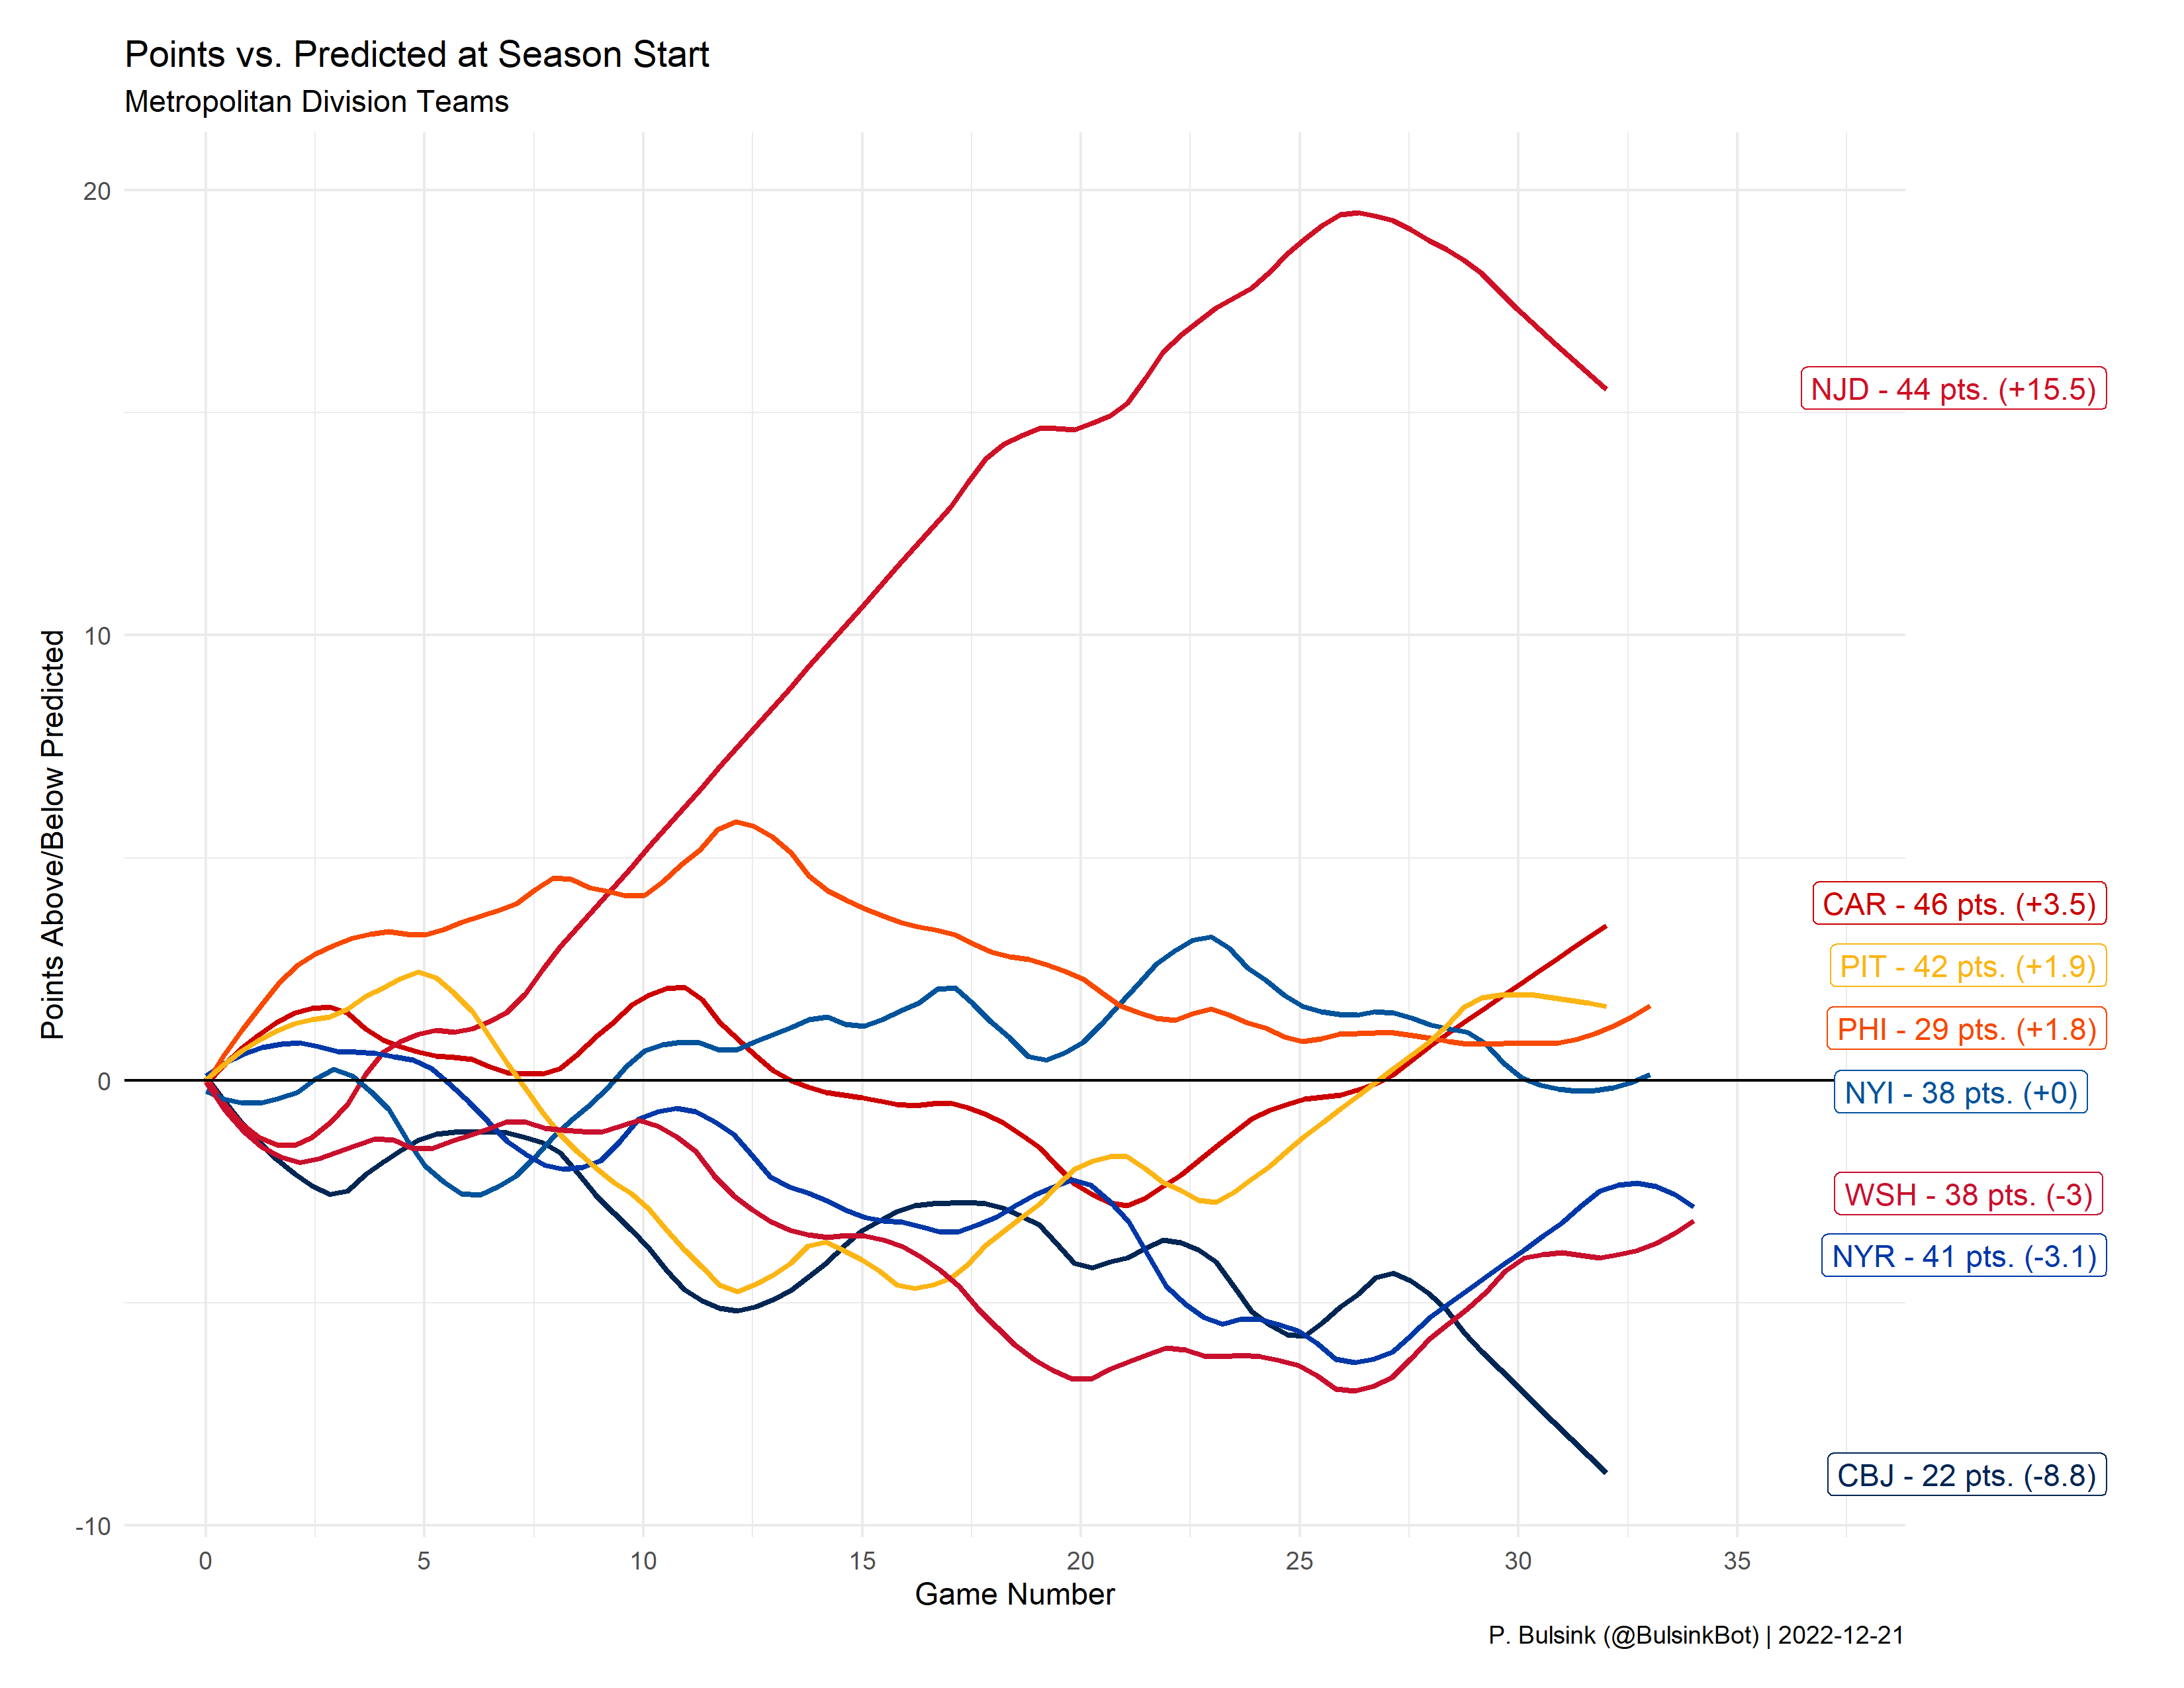 Points vs. Predicted at Season Start
Metropolitan Division Teams
Points Above/Below Predicted
20
10
0
-10
NJD - 44 pts. (+15.5)
CAR - 46 pts. (+3.5)
PIT - 42 pts. (+1.9)
PHI - 29 pts. (+1.8)
NYI - 38 pts. (+0)
WSH - 38 pts. (-3)
NYR - 41 pts. (-3.1)
CBJ - 22 pts. (-8.8)
0 5 10 15 20 25 30 35
Game Number
P. Bulsink (@BulsinkBot) | 2022-12-21